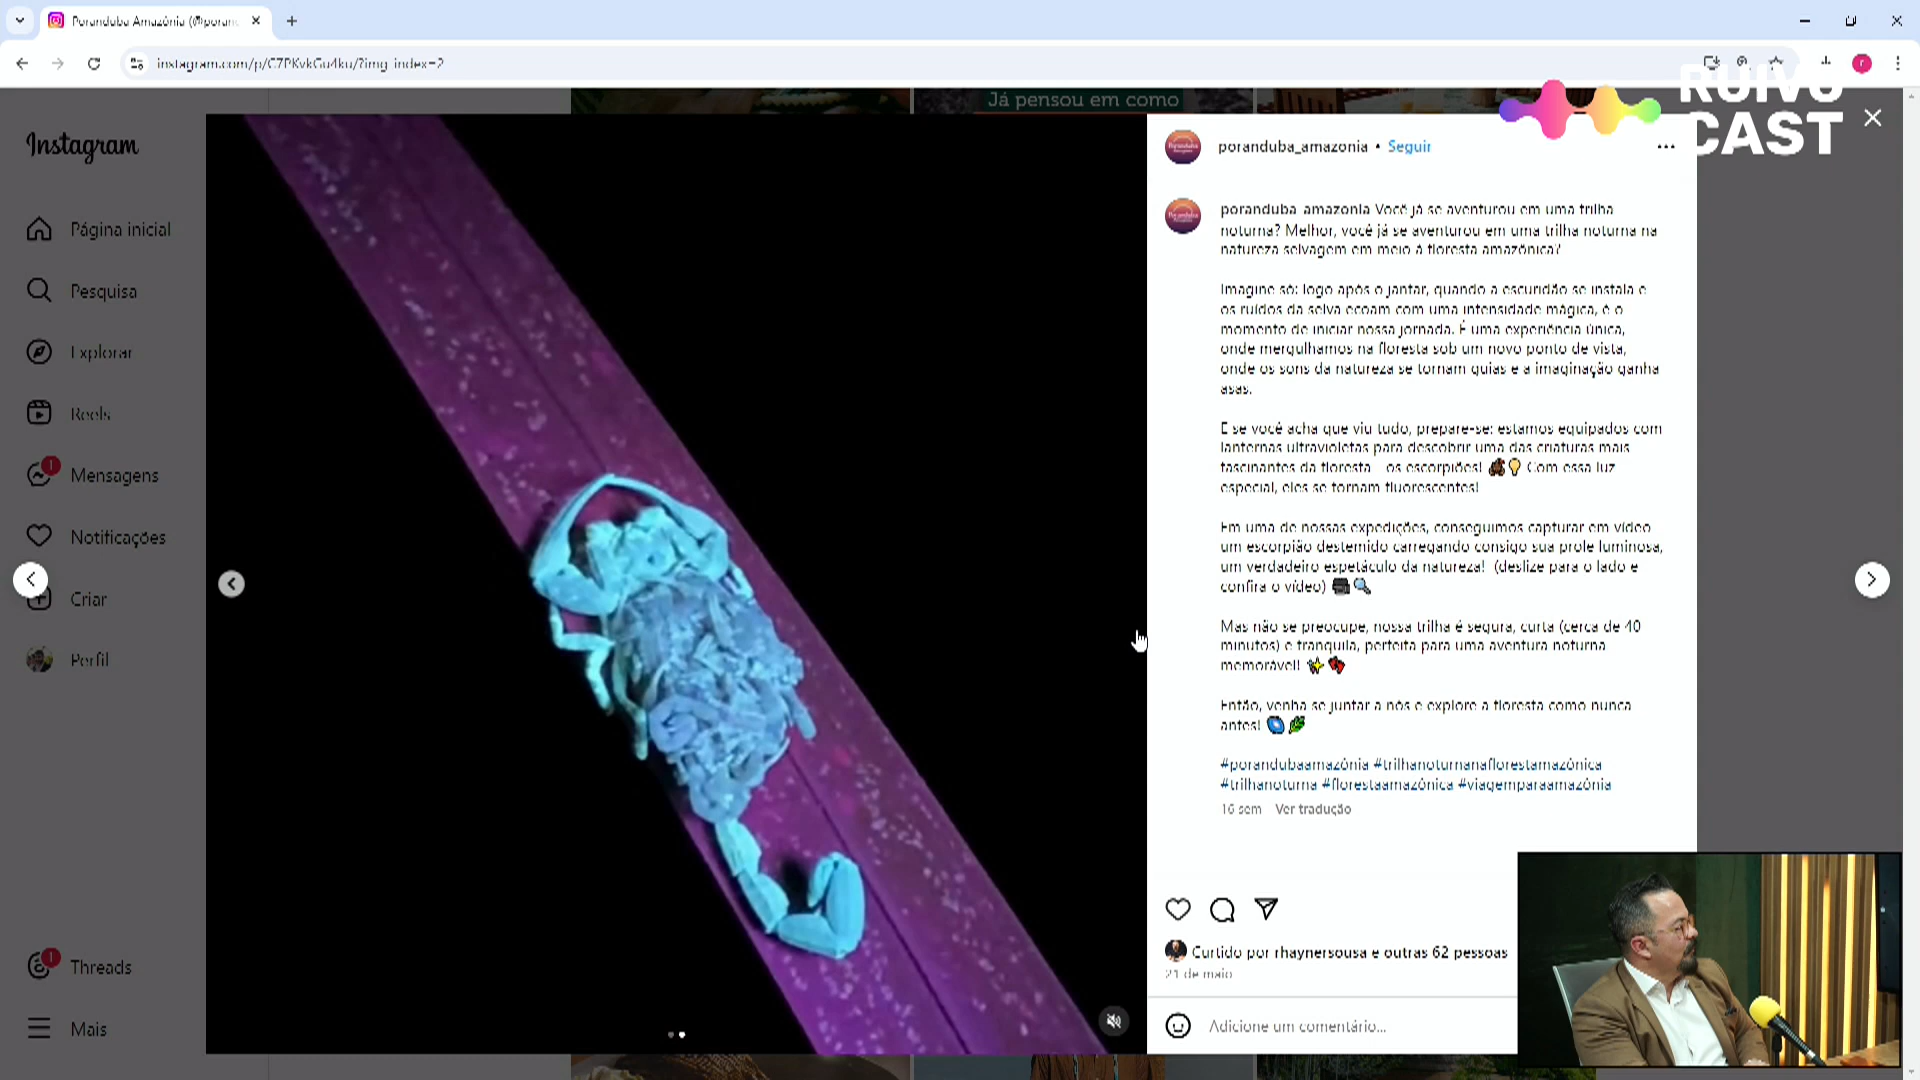 Poranduba Amazônia (@poran
instagram.com/p/C7PKvkGu4ku/?img_index=2
Já pensou em como
RUIVO
CAST
Instagram
Página inicial
Pesquisa
Explorar
Reels
1
Mensagens
Notificações
Criar
Perfil
1
Threads
Mais
poranduba_amazonia • Seguir
poranduba_amazonia Você já se aventurou em uma trilha
noturna? Melhor, você já se aventurou em uma trilha noturna na
natureza selvagem em meio à floresta amazônica?
Imagine só: logo após o jantar, quando a escuridão se instala e
os ruídos da selva ecoam com uma intensidade mágica, é o
momento de iniciar nossa jornada. É uma experiência única,
onde mergulhamos na floresta sob um novo ponto de vista,
onde os sons da natureza se tornam guias e a imaginação ganha
asas.
E se você acha que viu tudo, prepare-se: estamos equipados com
lanternas ultravioletas para descobrir uma das criaturas mais
fascinantes da floresta - os escorpiões! 🦂💡 Com essa luz
especial, eles se tornam fluorescentes!
Em uma de nossas expedições, conseguimos capturar em vídeo
um escorpião destemido carregando consigo sua prole luminosa,
um verdadeiro espetáculo da natureza! (deslize para o lado e
confira o vídeo) 🎥🔍
Mas não se preocupe, nossa trilha é segura, curta (cerca de 40
minutos) e tranquila, perfeita para uma aventura noturna
memorável! ✨👣
Então, venha se juntar a nós e explore a floresta como nunca
antes! 🌿
#porandubaamazônia #trilhanoturnanaflorestamazônica
#trilhanoturna #florestaamazônica #viagemparaamazônia
16 sem Ver tradução
Curtido por rhaynersousa e outras 62 pessoas
21 de maio
Adicione um comentário...